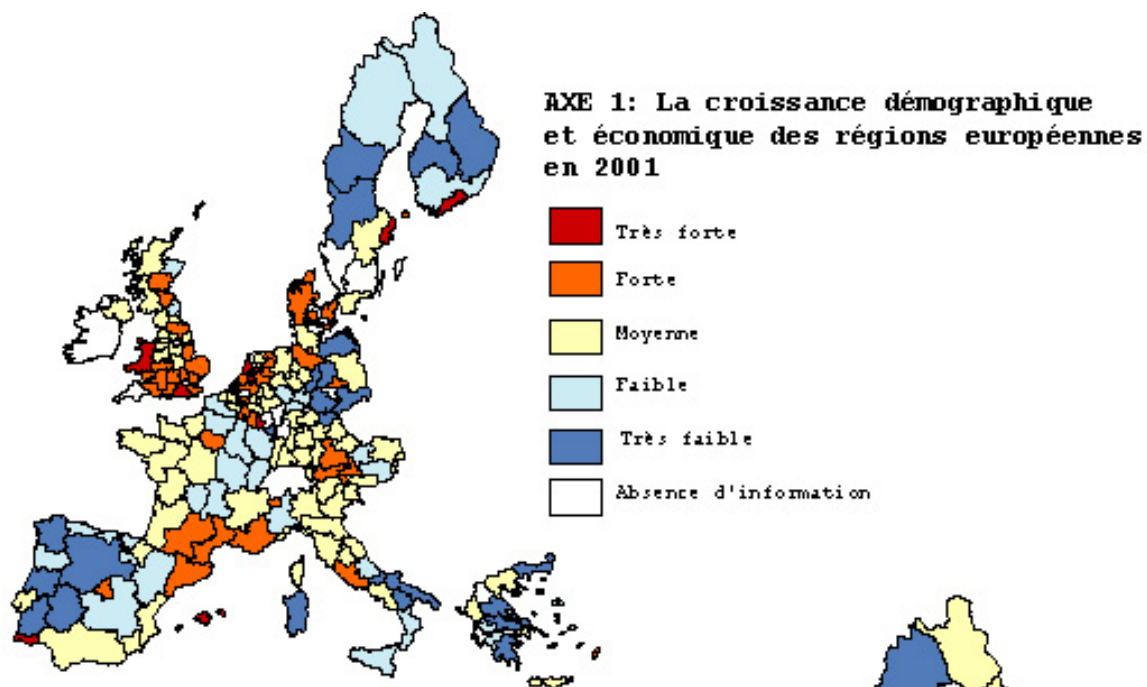 AXE 1: La croissance démographique
et économique des régions européennes
en 2001
Très forte
Forte
Moyenne
Faible
Très faible
Absence d'information